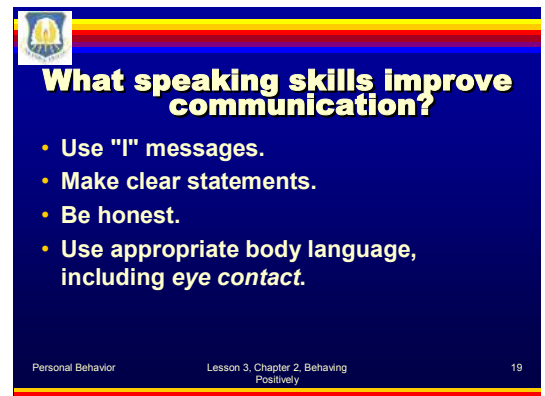 What speaking skills improve
communication?
• Use "I" messages.
• Make clear statements.
• Be honest.
• Use appropriate body language,
including eye contact.
Personal Behavior
Lesson 3, Chapter 2, Behaving
Positively
19